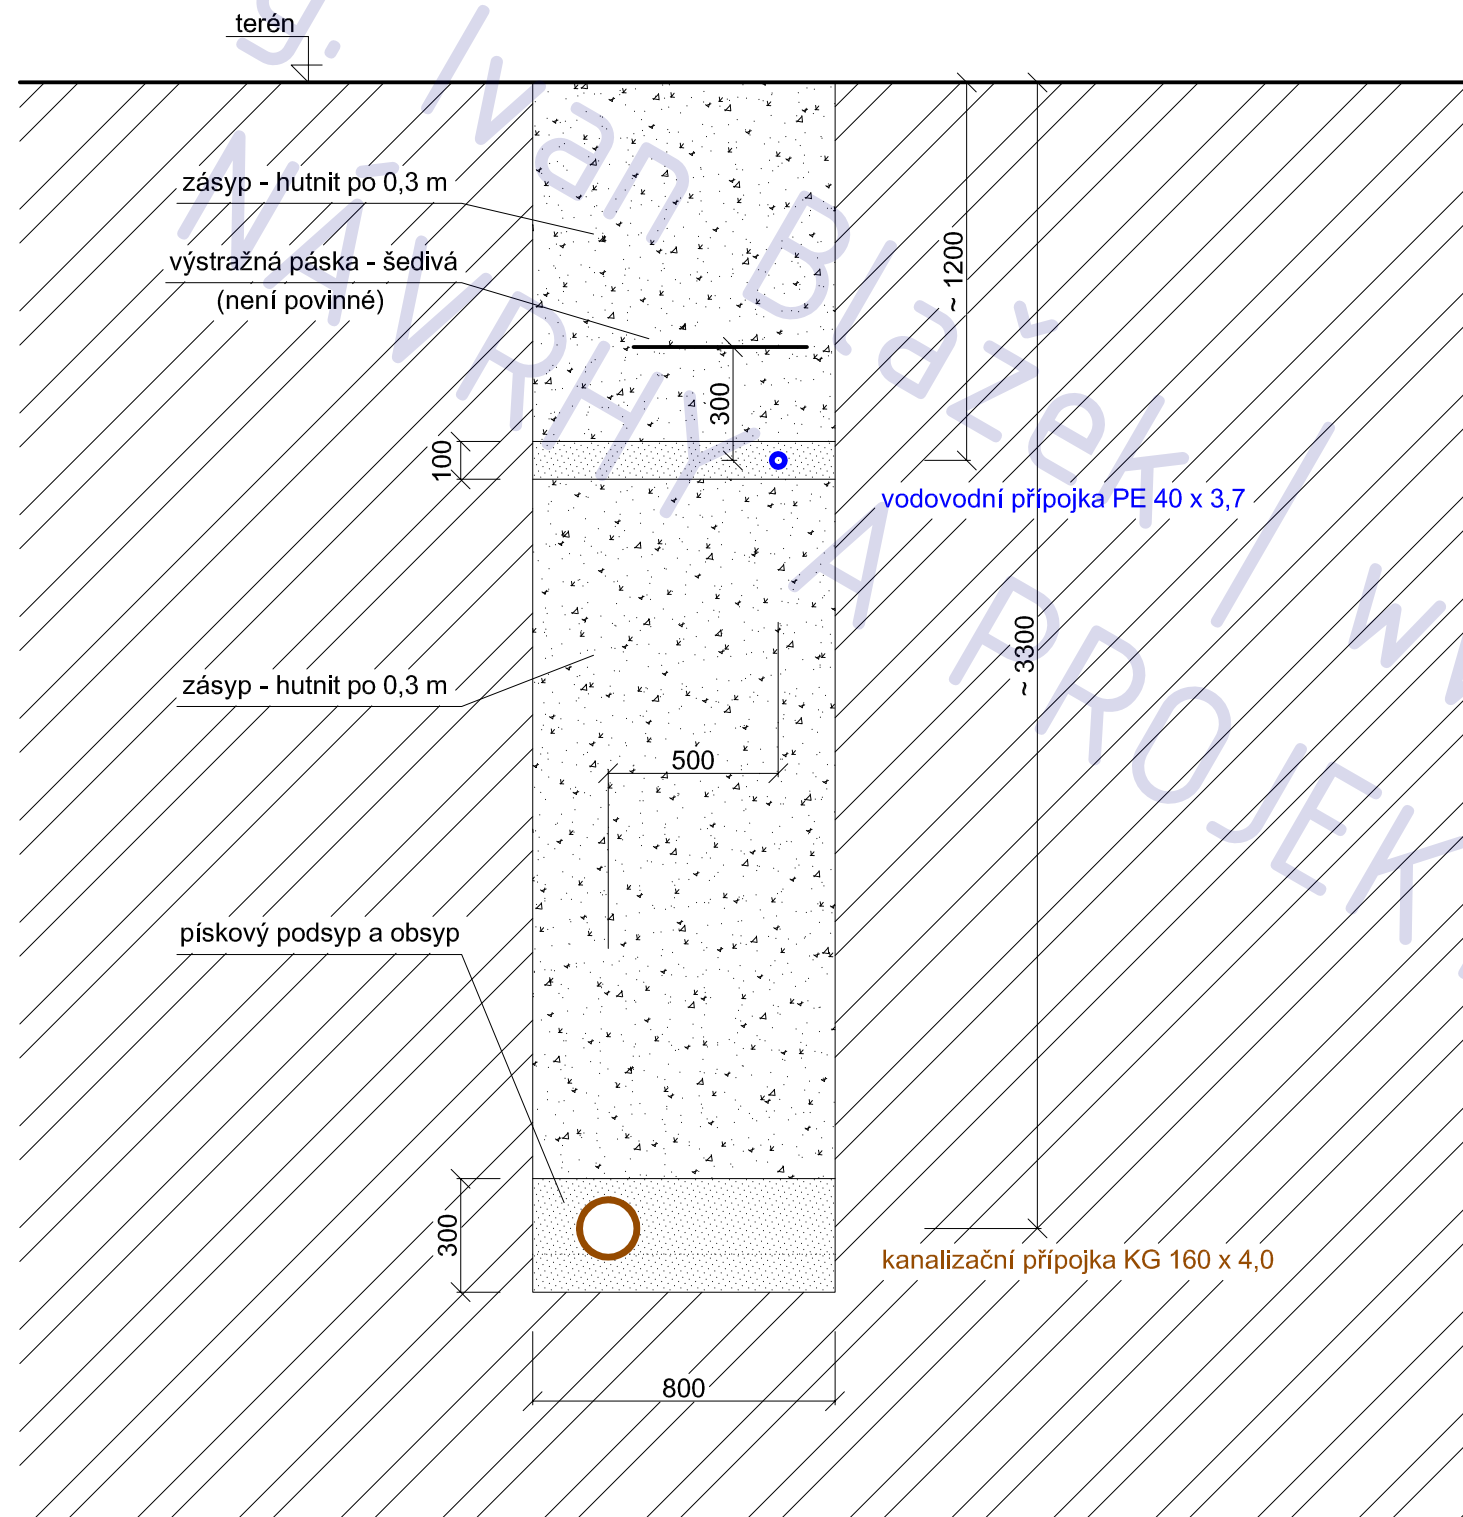 terén
zásyp - hutnit po 0,3 m
výstražná páska - šedivá
(není povinné)
~ 1200
300
100
vodovodní přípojka PE 40 x 3,7
~ 3300
zásyp - hutnit po 0,3 m
500
pískový podsyp a obsyp
300
kanalizační přípojka KG 160 x 4,0
800
g. Ivan Blažek | w
NÁVRHY A PROJEK